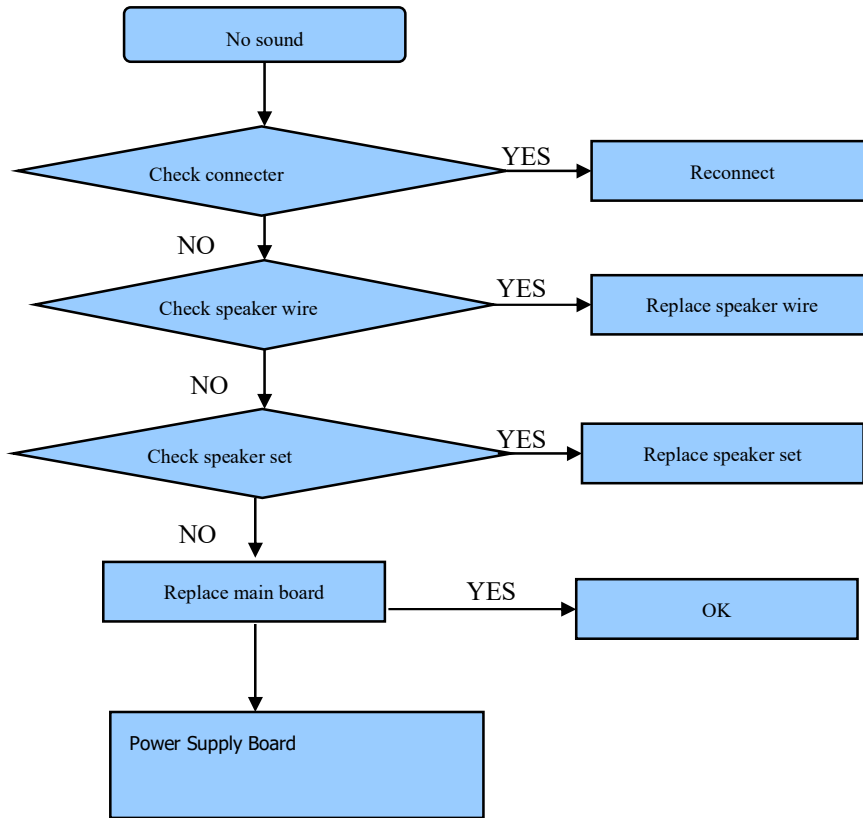 No sound
Check connecter
YES
Reconnect
NO
Check speaker wire
YES
Replace speaker wire
NO
Check speaker set
YES
Replace speaker set
NO
Replace main board
YES
OK
Power Supply Board